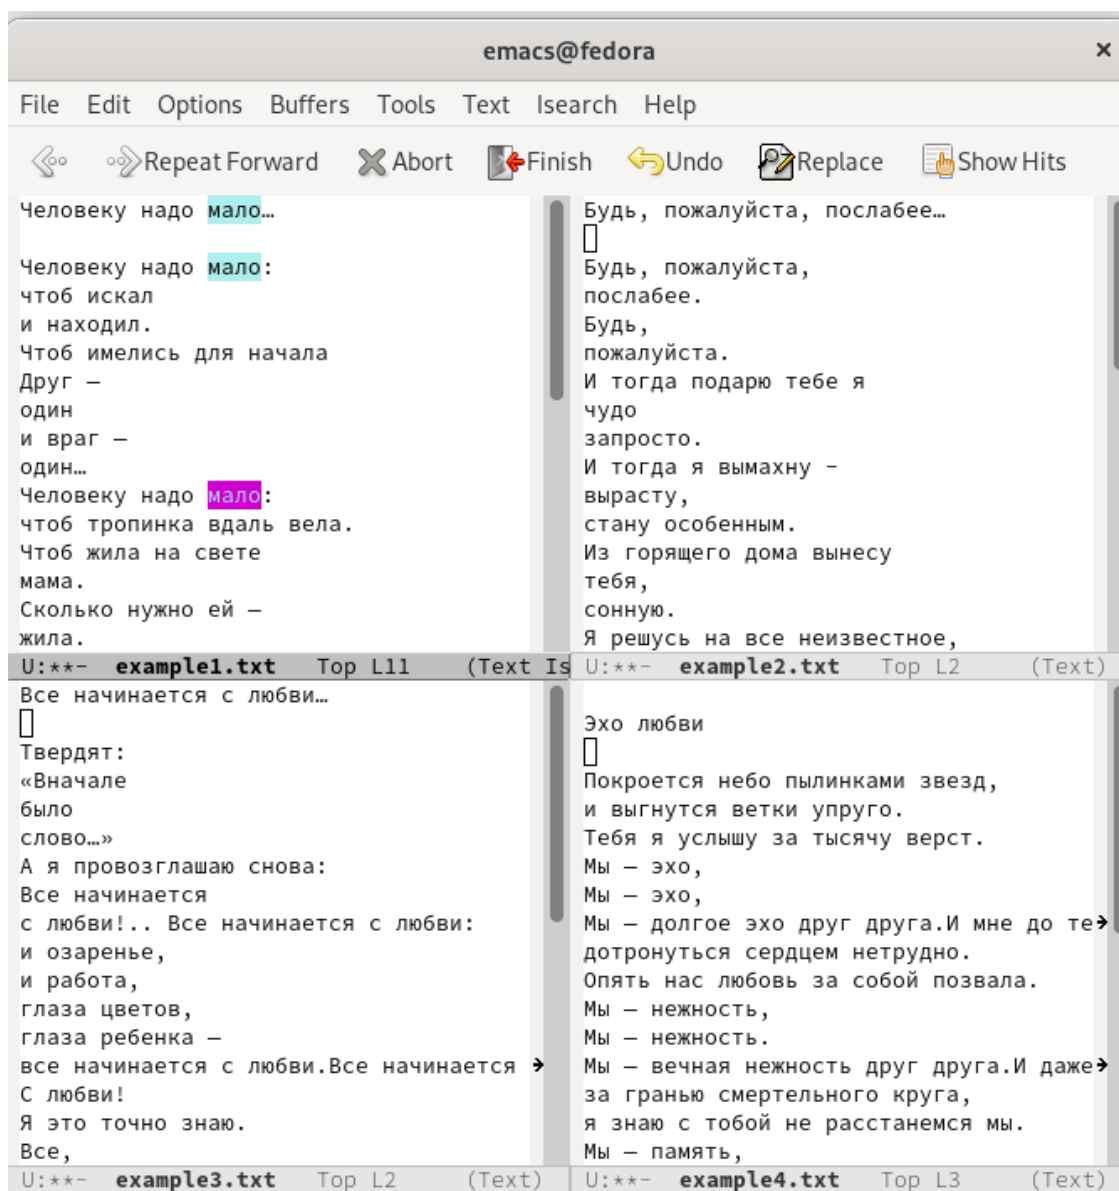 emacs@fedora ×
File Edit Options Buffers Tools Text Isearch Help
Repeat Forward Abort Finish Undo Replace Show Hits
Человеку надо мало…
Человеку надо мало:
чтоб искал
и находил.
Чтоб имелись для начала
Друг —
один
и враг —
один…
Человеку надо мало:
чтоб тропинка вдаль вела.
Чтоб жила на свете
мама.
Сколько нужно ей —
жила.
U:**- example1.txt Top L11 (Text Is
Будь, пожалуйста, послабее…
Будь, пожалуйста,
послабее.
Будь,
пожалуйста.
И тогда подарю тебе я
чудо
запросто.
И тогда я вымахну –
вырасту,
стану особенным.
Из горящего дома вынесу
тебя,
сонную.
Я решусь на все неизвестное,
U:**- example2.txt Top L2 (Text)
Все начинается с любви…
Твердят:
«Вначале
было
слово…»
А я провозглашаю снова:
Все начинается
с любви!.. Все начинается с любви:
и озаренье,
и работа,
глаза цветов,
глаза ребенка —
все начинается с любви.Все начинается
С любви!
Я это точно знаю.
Все,
U:**- example3.txt Top L2 (Text)
Эхо любви
Покроется небо пылинками звезд,
и выгнутся ветки упруго.
Тебя я услышу за тысячу верст.
Мы — эхо,
Мы — эхо,
Мы — долгое эхо друг друга.И мне до те
дотронуться сердцем нетрудно.
Опять нас любовь за собой позвала.
Мы — нежность,
Мы — нежность.
Мы — вечная нежность друг друга.И даже
за гранью смертельного круга,
я знаю с тобой не расстанемся мы.
Мы — память,
U:**- example4.txt Top L3 (Text)